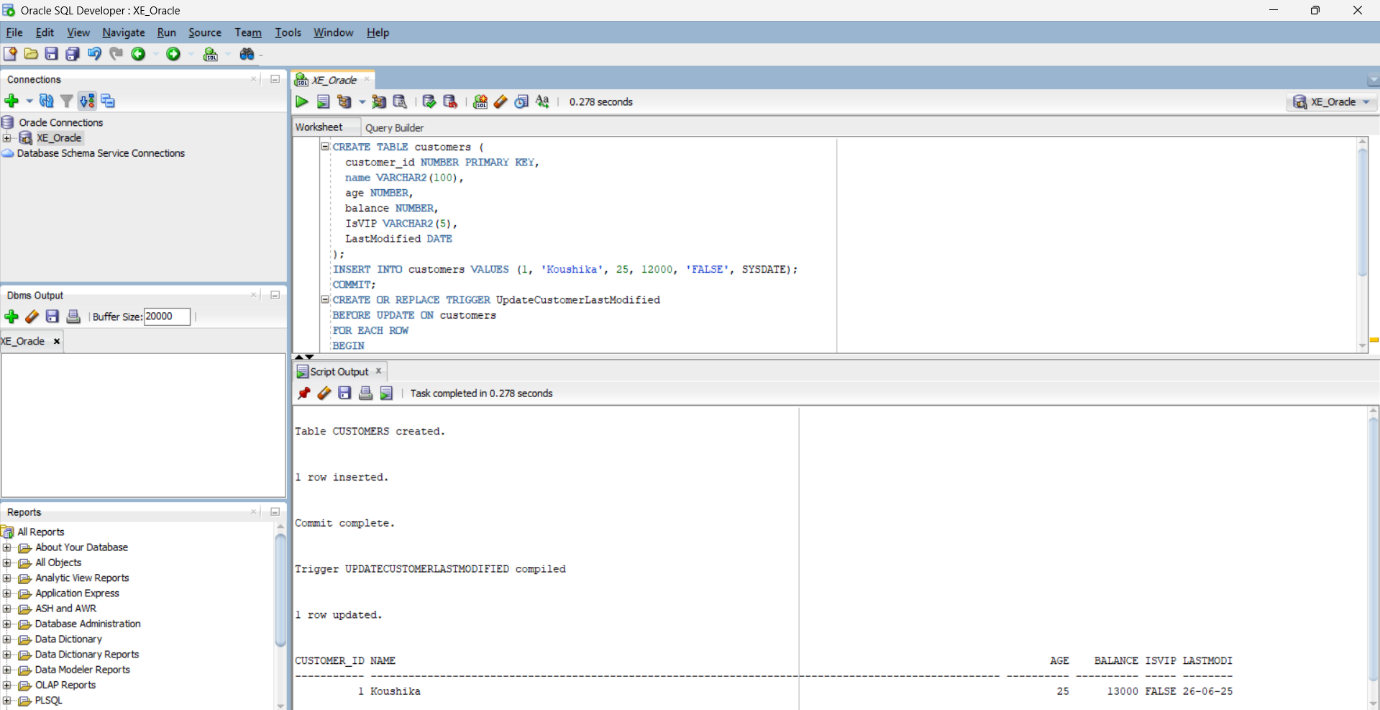 Oracle SQL Developer : XE_Oracle
File Edit View Navigate Run Source Team Tools Window Help
Connections
Oracle Connections
XE_Oracle
Database Schema Service Connections
Dbms Output
Buffer Size: 20000
XE_Oracle
Reports
All Reports
About Your Database
All Objects
Analytic View Reports
Application Express
ASH and AWR
Database Administration
Data Dictionary
Data Dictionary Reports
Data Modeler Reports
OLAP Reports
PLSQL
XE_Oracle
0.278 seconds
XE_Oracle
Worksheet Query Builder
CREATE TABLE customers (
customer_id NUMBER PRIMARY KEY,
name VARCHAR2(100),
age NUMBER,
balance NUMBER,
IsVIP VARCHAR2(5),
LastModified DATE
);
INSERT INTO customers VALUES (1, 'Koushika', 25, 12000, 'FALSE', SYSDATE);
COMMIT;
CREATE OR REPLACE TRIGGER UpdateCustomerLastModified
BEFORE UPDATE ON customers
FOR EACH ROW
BEGIN
Script Output
Task completed in 0.278 seconds
Table CUSTOMERS created.
1 row inserted.
Commit complete.
Trigger UPDATECUSTOMERLASTMODIFIED compiled
1 row updated.
CUSTOMER_ID NAME AGE BALANCE ISVIP LASTMODI
1 Koushika 25 13000 FALSE 26-06-25